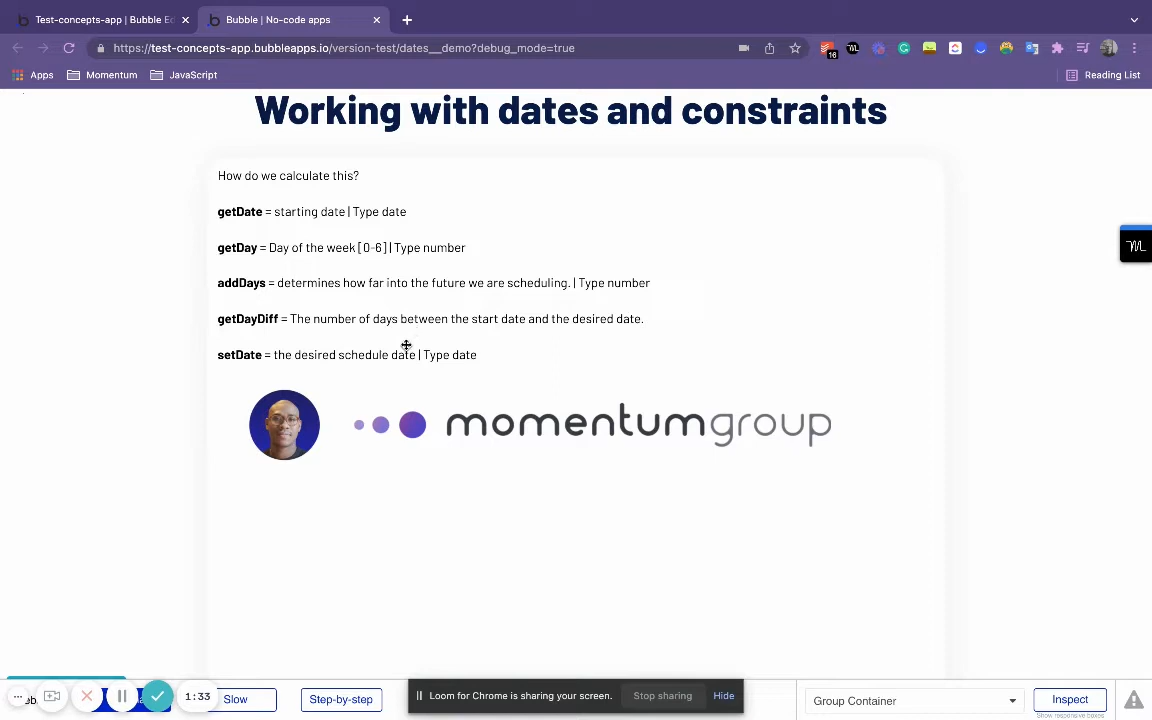 Test-concepts-app | Bubble Ed
Bubble | No-code apps
https://test-concepts-app.bubbleapps.io/version-test/dates__demo?debug_mode=true
16
Apps
Momentum
JavaScript
Reading List
Working with dates and constraints
How do we calculate this?
getDate = starting date | Type date
getDay = Day of the week [0-6] | Type number
addDays = determines how far into the future we are scheduling. | Type number
getDayDiff = The number of days between the start date and the desired date.
setDate = the desired schedule date | Type date
momentumgroup
1:33
Slow
Step-by-step
Loom for Chrome is sharing your screen.
Stop sharing
Hide
Group Container
Inspect
Show responsive boxes